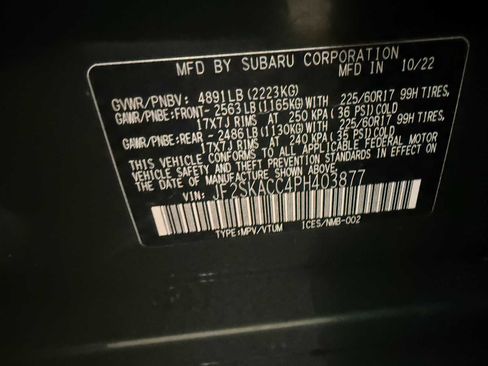 MFD BY SUBARU CORPORATION
MFD IN 10/22
GVWR/PNBV: 4891LB (2223KG)
GAWR/PNBE:FRONT- 2563LB(1165KG)WITH 225/60R17 99H TIRES,
17X7J RIMS AT 250 KPA( 36 PSI)COLD
GAWR/PNBE:REAR - 2486LB(1130KG)WITH 225/60R17 99H TIRES,
17X7J RIMS AT 240 KPA( 35 PSI)COLD
THIS VEHICLE CONFORMS TO ALL APPLICABLE FEDERAL MOTOR
VEHICLE SAFETY AND THEFT PREVENTION STANDARDS IN EFFECT
ON THE DATE OF MANUFACTURE SHOWN ABOVE.
VIN: JF2SKACC4PH403877
TYPE:MPV/VTUM ICES/NMB-002